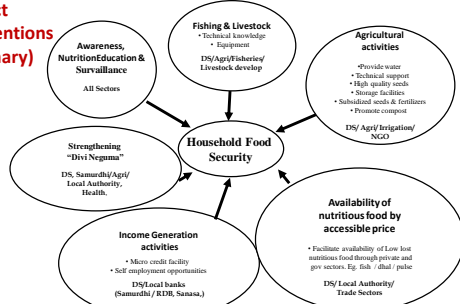 ct
entions
ary)
Awareness,
NutritionEducation &
Survaillance
All Sectors
Fishing & Livestock
• Technical knowledge
• Equipment
DS/Agri/Fisheries/
Livestock develop
Agricultural
activities
•Provide water
• Technical support
• High quality seeds
• Storage facilities
• Subsidized seeds & fertilizers
• Promote compost
DS/ Agri/Irrigation/
NGO
Household Food
Security
Strengthening
"Divi Neguma"
DS, Samurdhi/Agri/
Local Authority,
Health.
Income Generation
activities
• Micro credit facility
• Self employment opportunities
DS/Local banks
(Samurdhi / RDB, Sanasa,)
Availability of
nutritious food by
accessible price
• Facilitate availability of Low lost
nutritious food through private and
gov sectors. Eg. fish / dhal / pulse
DS/ Local Authority/
Trade Sectors